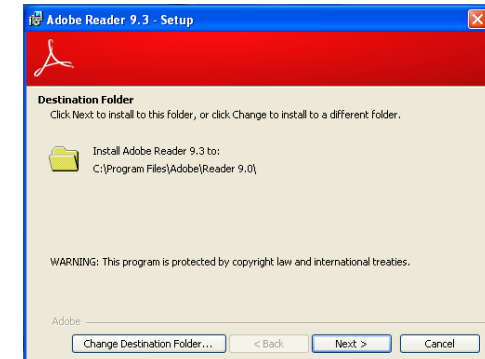 Adobe Reader 9.3 - Setup
Destination Folder
Click Next to install to this folder, or click Change to install to a different folder.
Install Adobe Reader 9.3 to:
C:\Program Files\Adobe\Reader 9.0\
WARNING: This program is protected by copyright law and international treaties.
Adobe
Change Destination Folder... < Back Next > Cancel